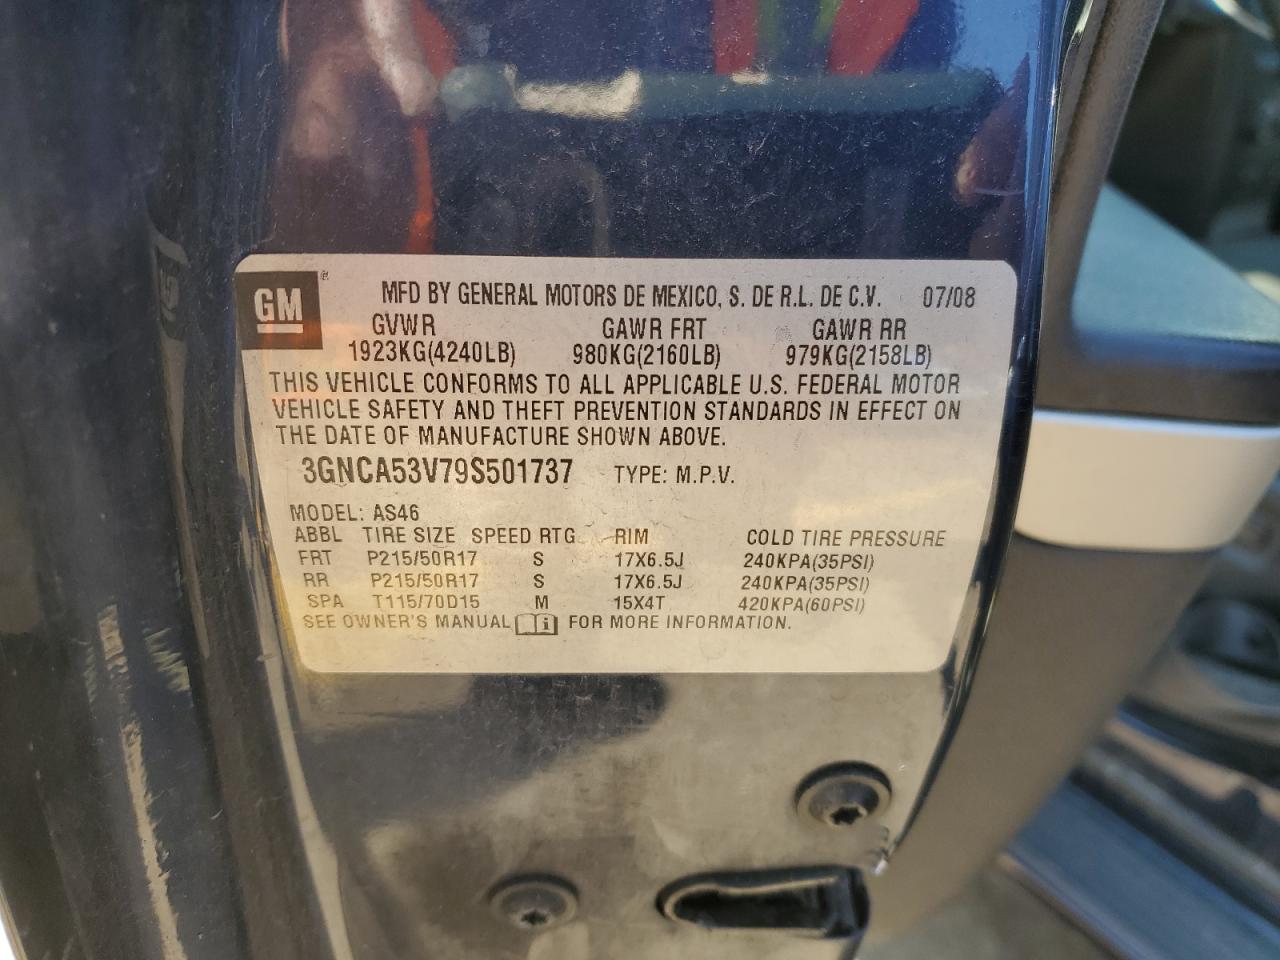 GM ® MFD BY GENERAL MOTORS DE MEXICO, S. DE R.L. DE C.V. 07/08
GVWR GAWR FRT GAWR RR
1923KG(4240LB) 980KG(2160LB) 979KG(2158LB)
THIS VEHICLE CONFORMS TO ALL APPLICABLE U.S. FEDERAL MOTOR
VEHICLE SAFETY AND THEFT PREVENTION STANDARDS IN EFFECT ON
THE DATE OF MANUFACTURE SHOWN ABOVE.
3GNCA53V79S501737 TYPE: M.P.V.
MODEL: AS46
ABBL TIRE SIZE SPEED RTG RIM COLD TIRE PRESSURE
FRT P215/50R17 S 17X6.5J 240KPA(35PSI)
RR P215/50R17 S 17X6.5J 240KPA(35PSI)
SPA T115/70D15 M 15X4T 420KPA(60PSI)
SEE OWNER'S MANUAL i FOR MORE INFORMATION.